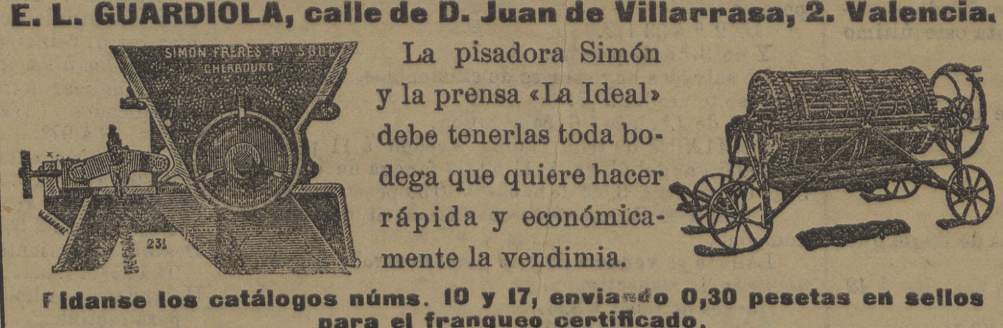 E. L. GUARDIOLA, calle de D. Juan de Villarrasa, 2. Valencia.
SIMON FRÈRES Bᵗᵉˢ S.G.D.G.
CHERBOURG
231
La pisadora Simón
y la prensa «La Ideal»
debe tenerlas toda bo-
dega que quiere hacer
rápida y económica-
mente la vendimia.
Pídanse los catálogos núms. 10 y 17, enviando 0,30 pesetas en sellos
para el franqueo certificado.